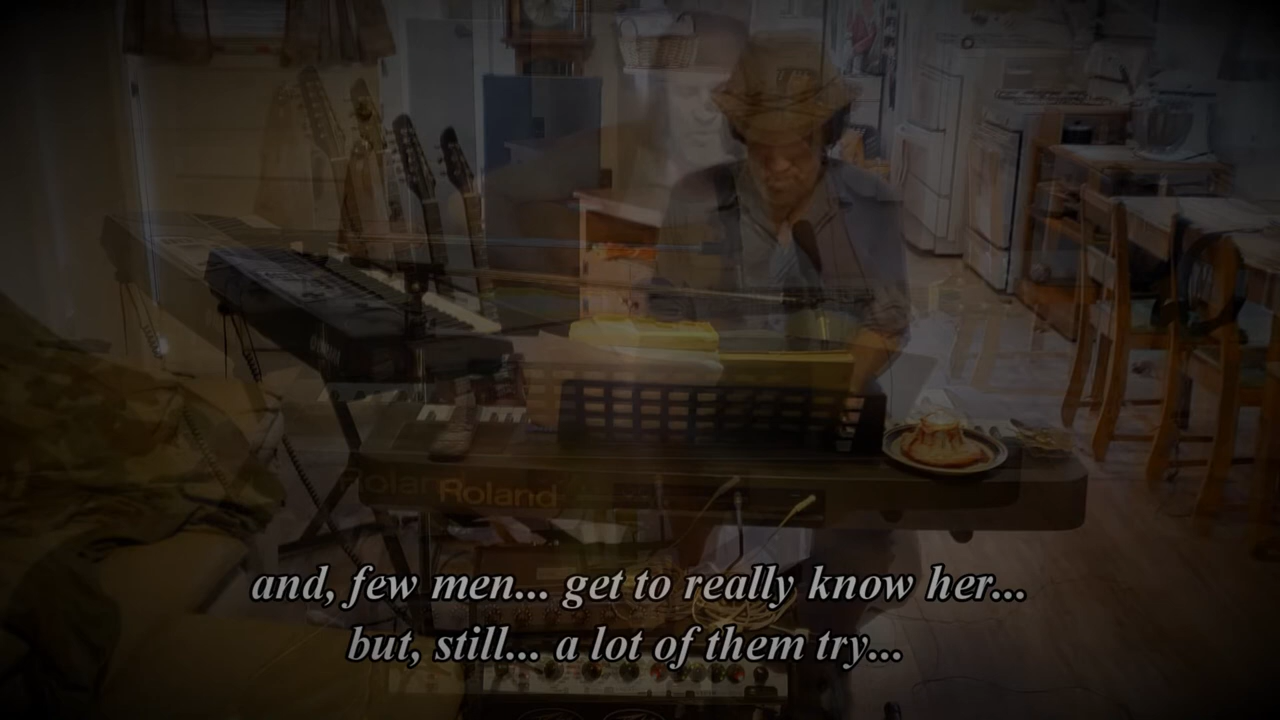 Roland
and, few men... get to really know her...
but, still... a lot of them try...